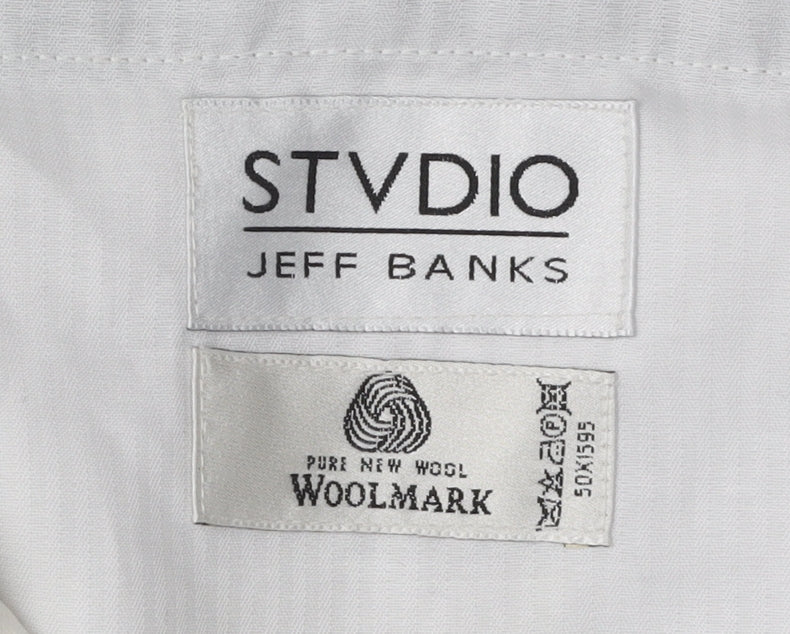 STVDIO
JEFF BANKS
PURE NEW WOOL
WOOLMARK
50X1595